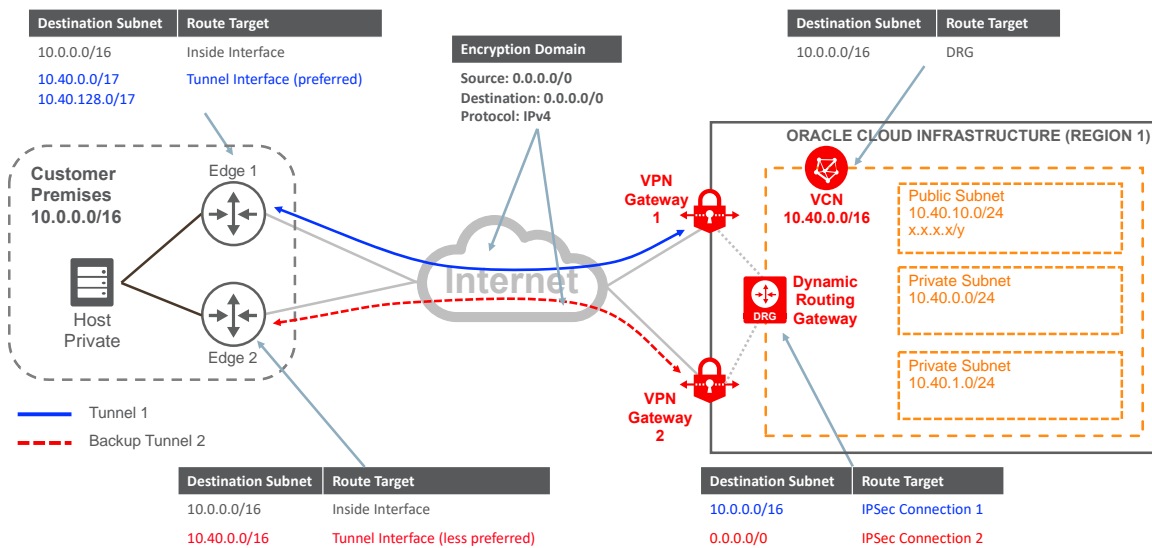 Destination Subnet Route Target
10.0.0.0/16 Inside Interface
10.40.0.0/17 Tunnel Interface (preferred)
10.40.128.0/17
Encryption Domain
Source: 0.0.0.0/0
Destination: 0.0.0.0/0
Protocol: IPv4
Destination Subnet Route Target
10.0.0.0/16 DRG
ORACLE CLOUD INFRASTRUCTURE (REGION 1)
Customer
Premises
10.0.0.0/16
Edge 1
Host
Private
Edge 2
Internet
VPN
Gateway
1
VCN
10.40.0.0/16
Public Subnet
10.40.10.0/24
x.x.x.x/y
DRG
Dynamic
Routing
Gateway
Private Subnet
10.40.0.0/24
Private Subnet
10.40.1.0/24
VPN
Gateway
2
Tunnel 1
Backup Tunnel 2
Destination Subnet Route Target
10.0.0.0/16 Inside Interface
10.40.0.0/16 Tunnel Interface (less preferred)
Destination Subnet Route Target
10.0.0.0/16 IPSec Connection 1
0.0.0.0/0 IPSec Connection 2